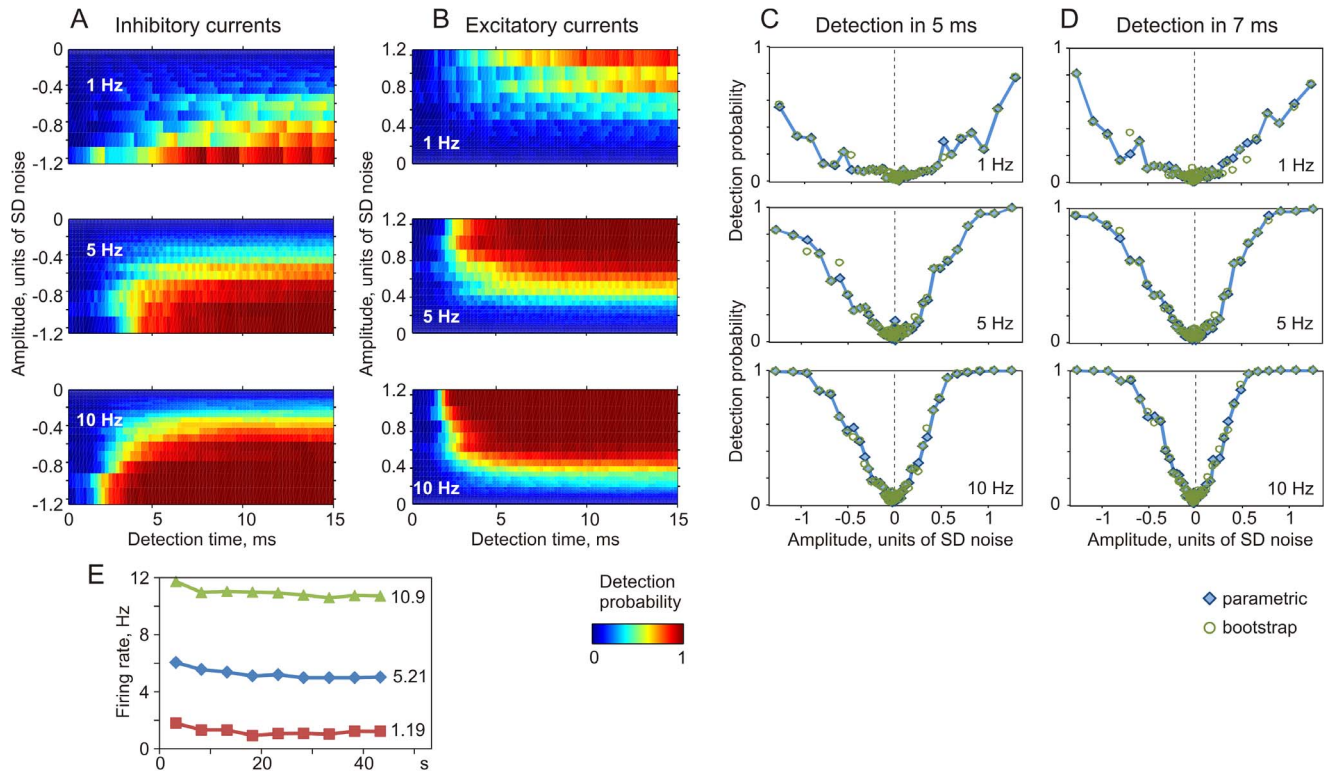 A
Inhibitory currents
B
Excitatory currents
C
Detection in 5 ms
D
Detection in 7 ms
Amplitude, units of SD noise
0
-0.4
-0.8
-1.2
1 Hz
0
-0.4
-0.8
-1.2
5 Hz
0
-0.4
-0.8
-1.2
10 Hz
0 5 10 15
Detection time, ms
Amplitude, units of SD noise
1.2
0.8
0.4
0
1 Hz
1.2
0.8
0.4
0
5 Hz
1.2
0.8
0.4
0
10 Hz
0 5 10 15
Detection time, ms
Detection probability
Detection probability
1
0
1 Hz
1
0
5 Hz
1
0
10 Hz
-1 -0.5 0 0.5 1
Amplitude, units of SD noise
Detection probability
Detection probability
1
0
1 Hz
1
0
5 Hz
1
0
10 Hz
-1 -0.5 0 0.5 1
Amplitude, units of SD noise
E
Firing rate, Hz
12
8
4
0
10.9
5.21
1.19
0 20 40 s
Detection
probability
0 1
parametric
bootstrap